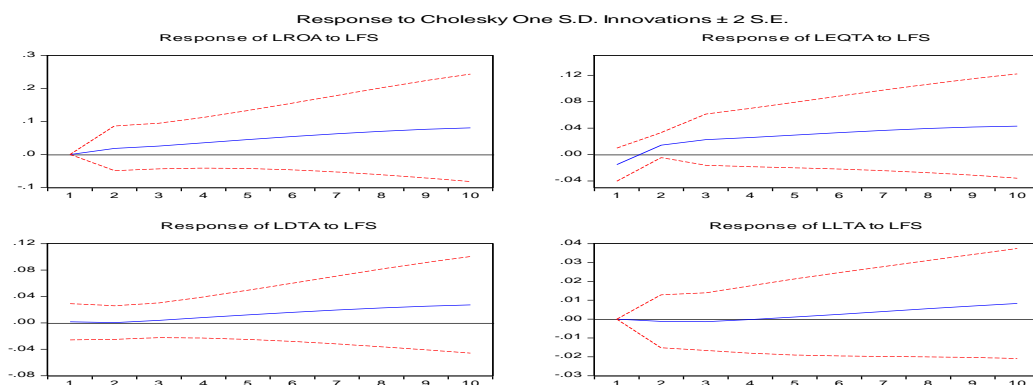 Response to Cholesky One S.D. Innovations ± 2 S.E.
Response of LROA to LFS
.3
.2
.1
.0
-.1
1 2 3 4 5 6 7 8 9 10
Response of LEQTA to LFS
.12
.08
.04
.00
-.04
1 2 3 4 5 6 7 8 9 10
Response of LDTA to LFS
.12
.08
.04
.00
-.04
-.08
1 2 3 4 5 6 7 8 9 10
Response of LLTA to LFS
.04
.03
.02
.01
.00
-.01
-.02
-.03
1 2 3 4 5 6 7 8 9 10